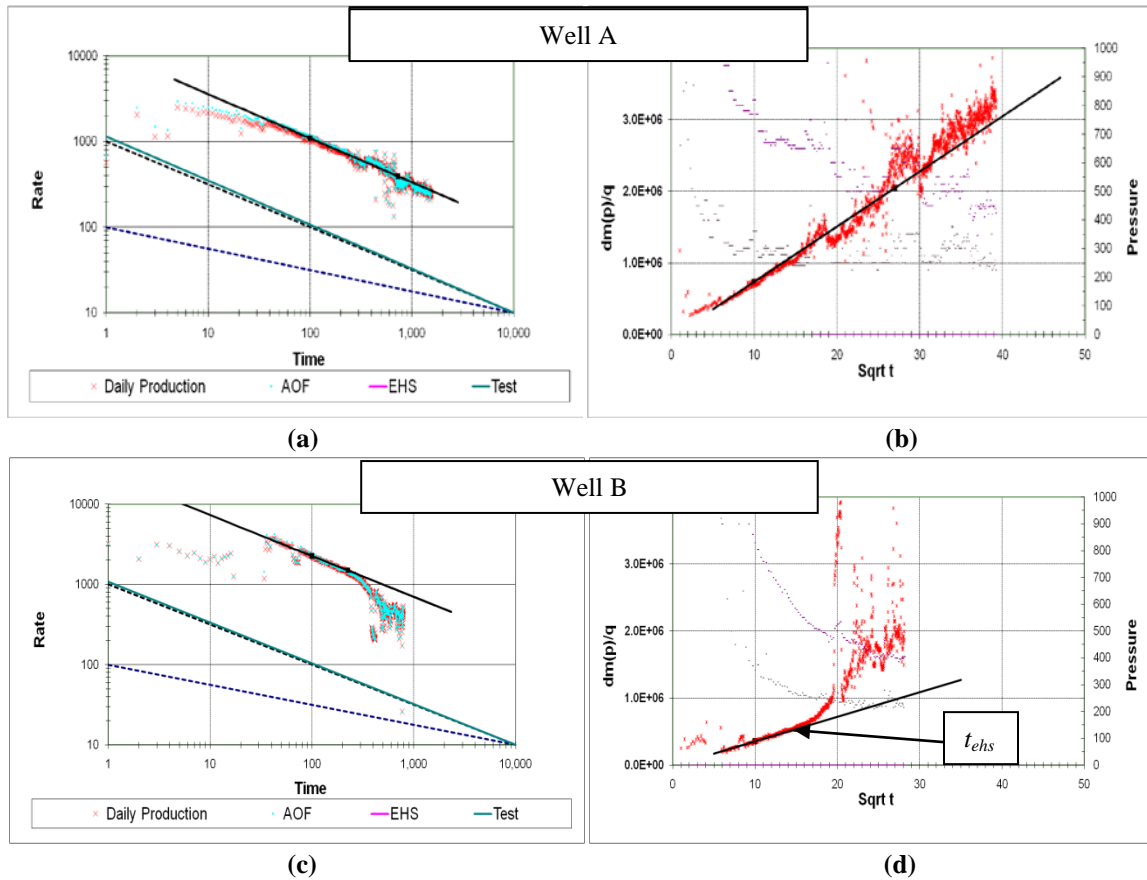 Well A
Rate
10000
1000
100
10
1 10 100 1,000 10,000
Time
Daily Production AOF EHS Test
(a)
dm(p)/q
3.0E+06
2.0E+06
1.0E+06
0.0E+00
0 10 20 30 40 50
Sqrt t
Pressure
1000
900
800
700
600
500
400
300
200
100
0
(b)
Well B
Rate
10000
1000
100
10
1 10 100 1,000 10,000
Time
Daily Production AOF EHS Test
(c)
dm(p)/q
3.0E+06
2.0E+06
1.0E+06
0.0E+00
0 10 20 30 40 50
Sqrt t
Pressure
1000
900
800
700
600
500
400
300
200
100
0
tehs
(d)